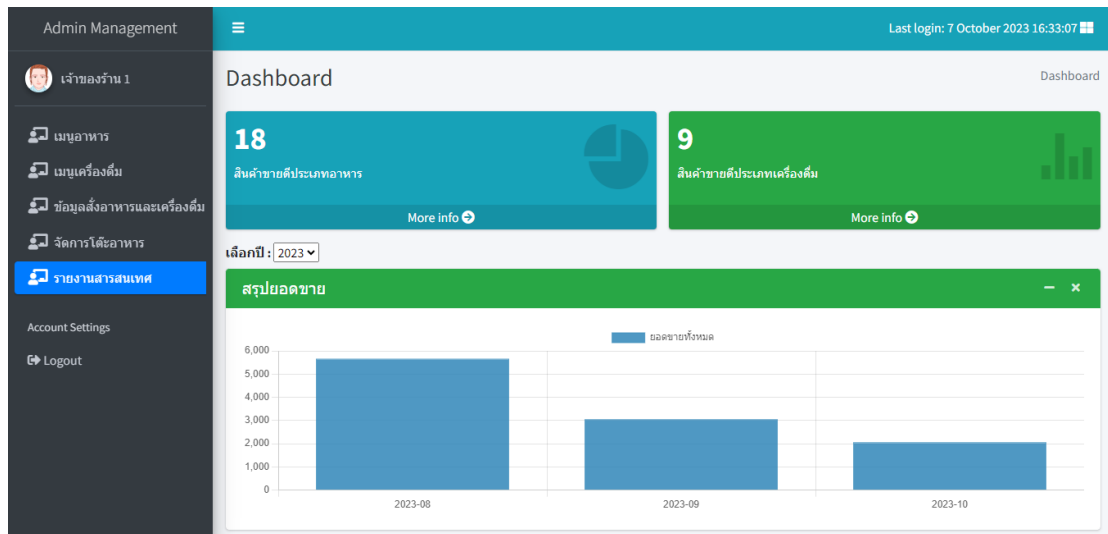 Admin Management
Last login: 7 October 2023 16:33:07
เจ้าของร้าน 1
Dashboard
Dashboard
เมนูอาหาร
เมนูเครื่องดื่ม
ข้อมูลสั่งอาหารและเครื่องดื่ม
จัดการโต๊ะอาหาร
รายงานสารสนเทศ
Account Settings
Logout
18
สินค้าขายดีประเภทอาหาร
More info
9
สินค้าขายดีประเภทเครื่องดื่ม
More info
เลือกปี : 2023
สรุปยอดขาย
ยอดขายทั้งหมด
6,000
5,000
4,000
3,000
2,000
1,000
0
2023-08 2023-09 2023-10